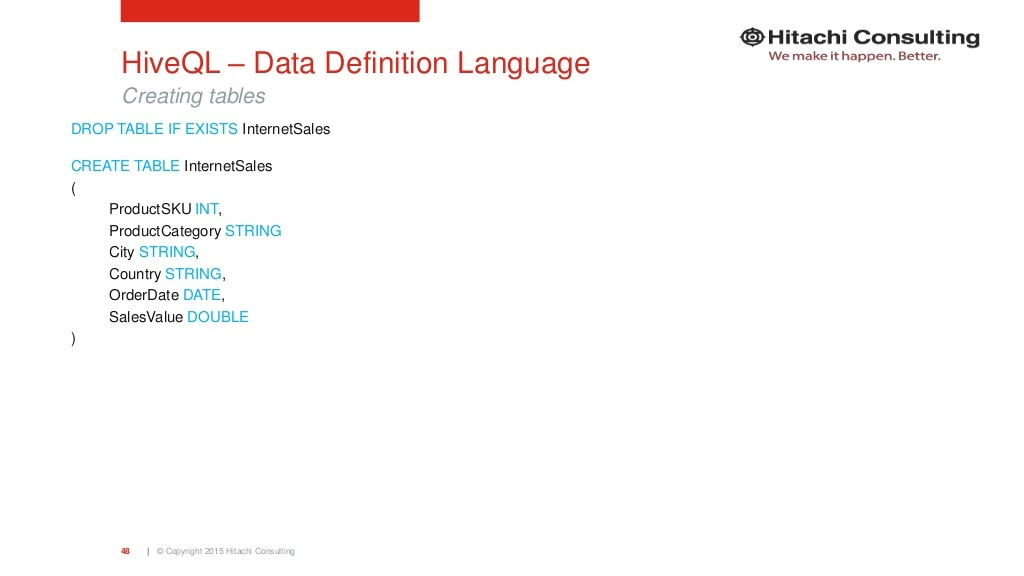 Hitachi Consulting
We make it happen. Better.
HiveQL – Data Definition Language
Creating tables
DROP TABLE IF EXISTS InternetSales
CREATE TABLE InternetSales
(
ProductSKU INT,
ProductCategory STRING
City STRING,
Country STRING,
OrderDate DATE,
SalesValue DOUBLE
)
48 | © Copyright 2015 Hitachi Consulting